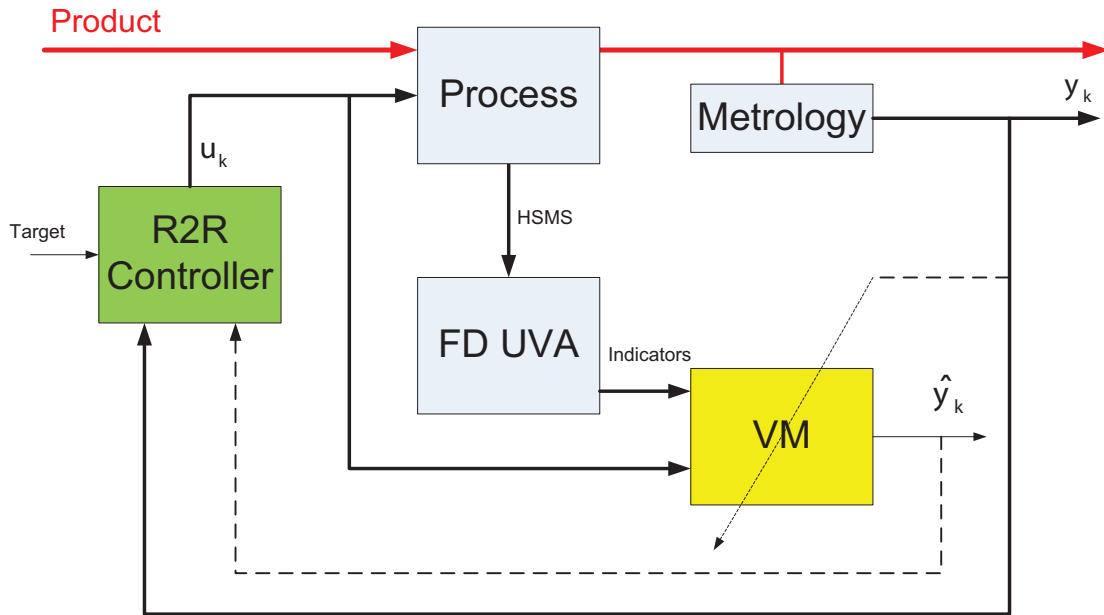 Product
Process
Metrology
y_k
u_k
R2R
Controller
Target
HSMS
FD UVA
Indicators
VM
ŷ_k